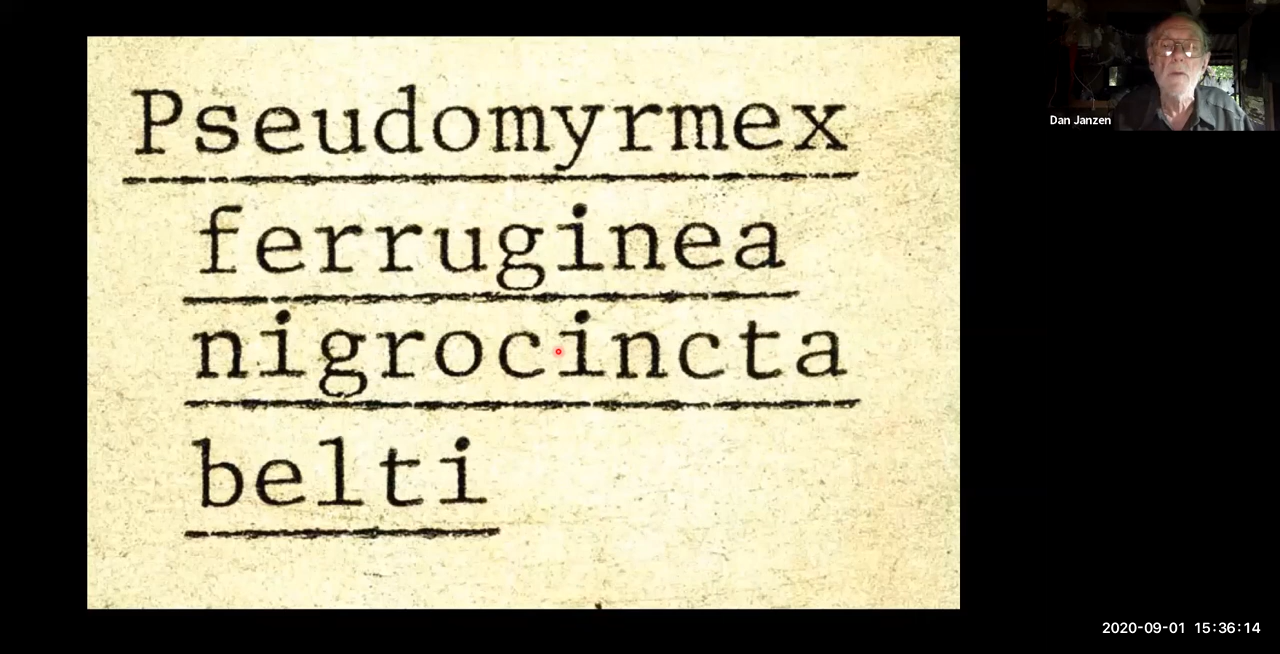 Pseudomyrmex
ferruginea
nigrocincta
belti
Dan Janzen
2020-09-01 15:36:14